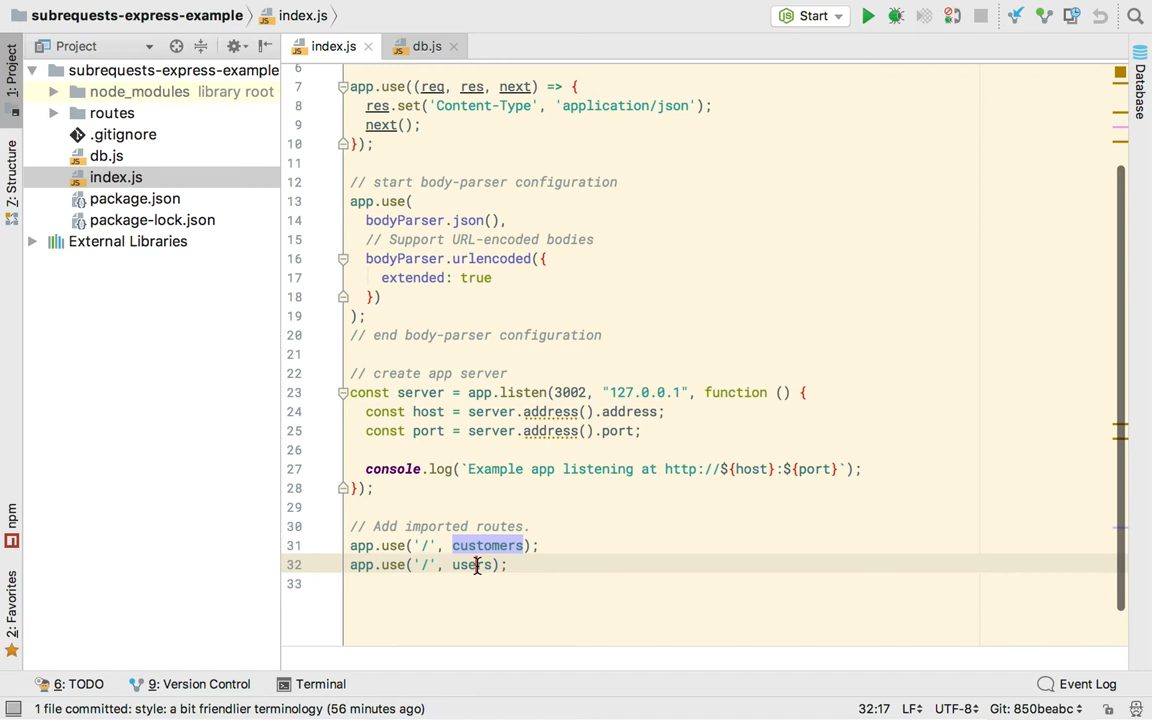 subrequests-express-example
index.js
Start
Project
index.js
db.js
1: Project
Z: Structure
npm
2: Favorites
Database
subrequests-express-example
node_modules library root
routes
.gitignore
db.js
index.js
package.json
package-lock.json
External Libraries
6
7 app.use((req, res, next) => {
8 res.set('Content-Type', 'application/json');
9 next();
10 });
11
12 // start body-parser configuration
13 app.use(
14 bodyParser.json(),
15 // Support URL-encoded bodies
16 bodyParser.urlencoded({
17 extended: true
18 })
19 );
20 // end body-parser configuration
21
22 // create app server
23 const server = app.listen(3002, "127.0.0.1", function () {
24 const host = server.address().address;
25 const port = server.address().port;
26
27 console.log(`Example app listening at http://${host}:${port}`);
28 });
29
30 // Add imported routes.
31 app.use('/', customers);
32 app.use('/', users);
33
6: TODO
9: Version Control
Terminal
Event Log
1 file committed: style: a bit friendlier terminology (56 minutes ago)
32:17
LF
UTF-8
Git: 850beabc